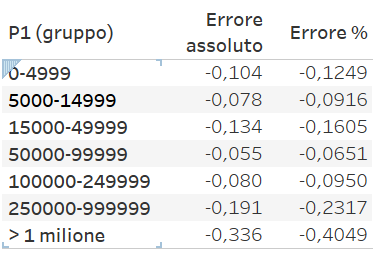 P1 (gruppo) Errore assoluto Errore %
0-4999 -0,104 -0,1249
5000-14999 -0,078 -0,0916
15000-49999 -0,134 -0,1605
50000-99999 -0,055 -0,0651
100000-249999 -0,080 -0,0950
250000-999999 -0,191 -0,2317
> 1 milione -0,336 -0,4049